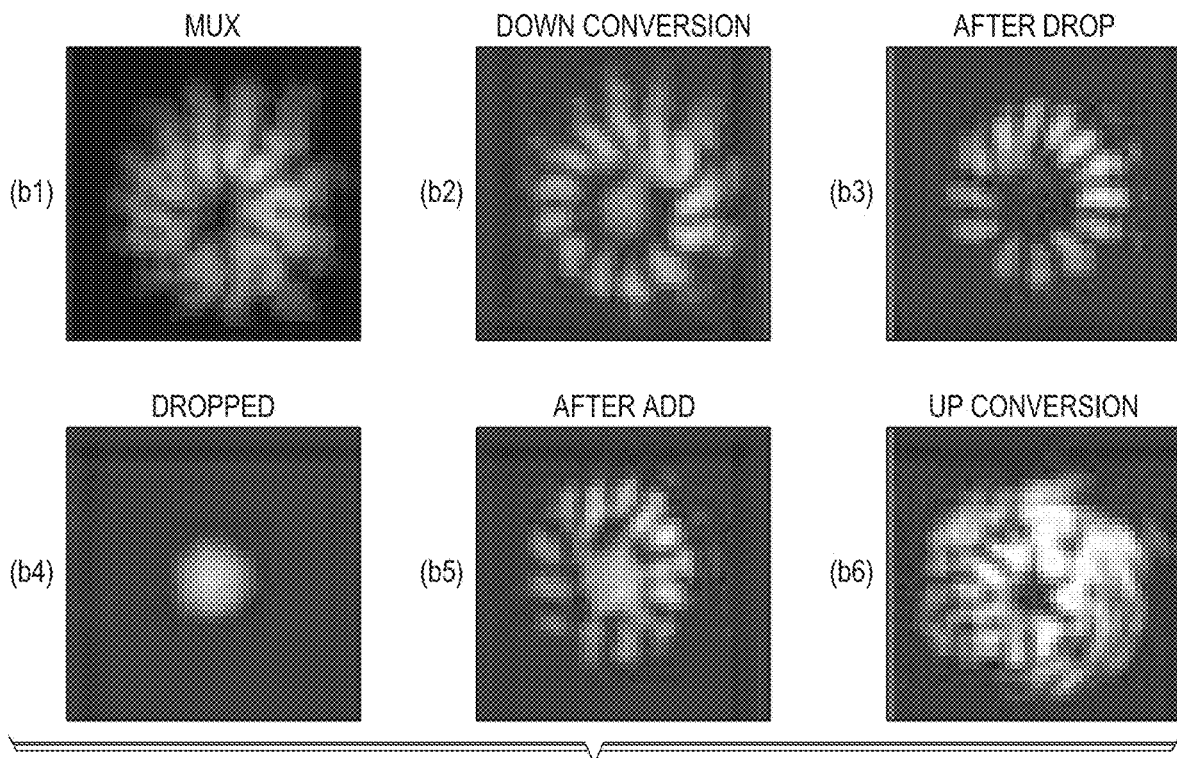 MUX
DOWN CONVERSION
AFTER DROP
(b1)
(b2)
(b3)
DROPPED
AFTER ADD
UP CONVERSION
(b4)
(b5)
(b6)